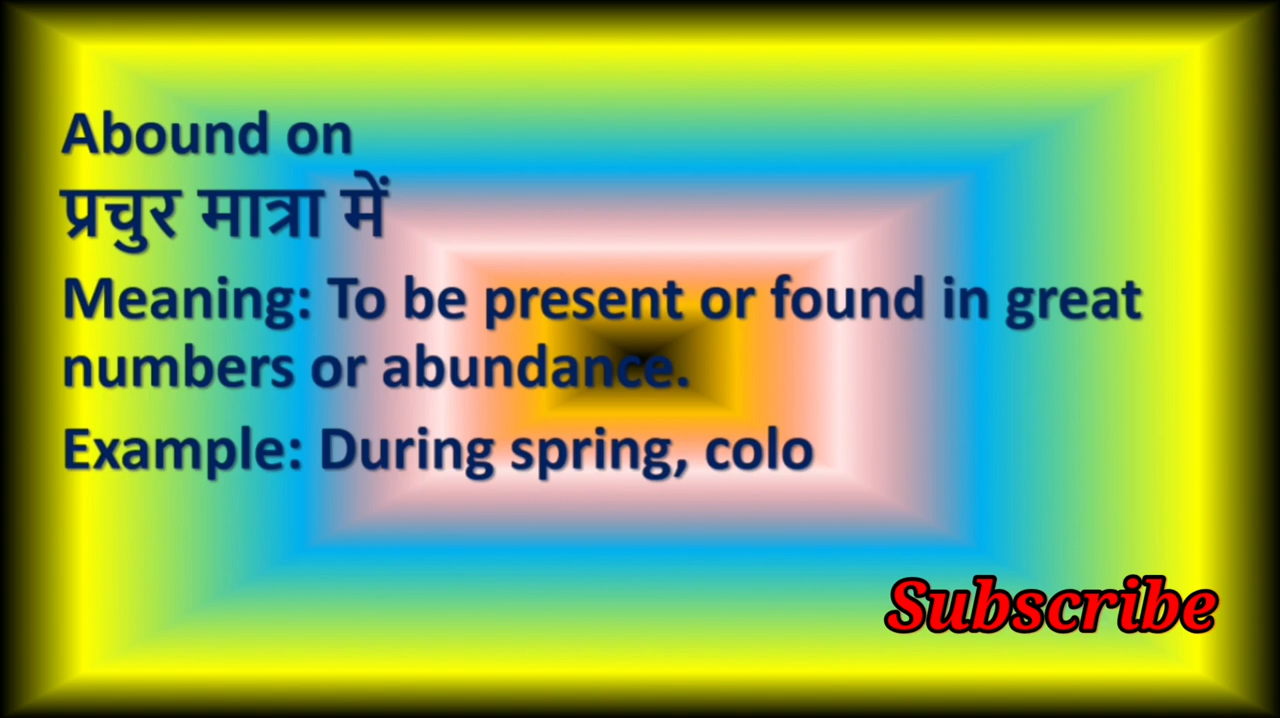 Abound on
प्रचुर मात्रा में
Meaning: To be present or found in great
numbers or abundance.
Example: During spring, colo
Subscribe